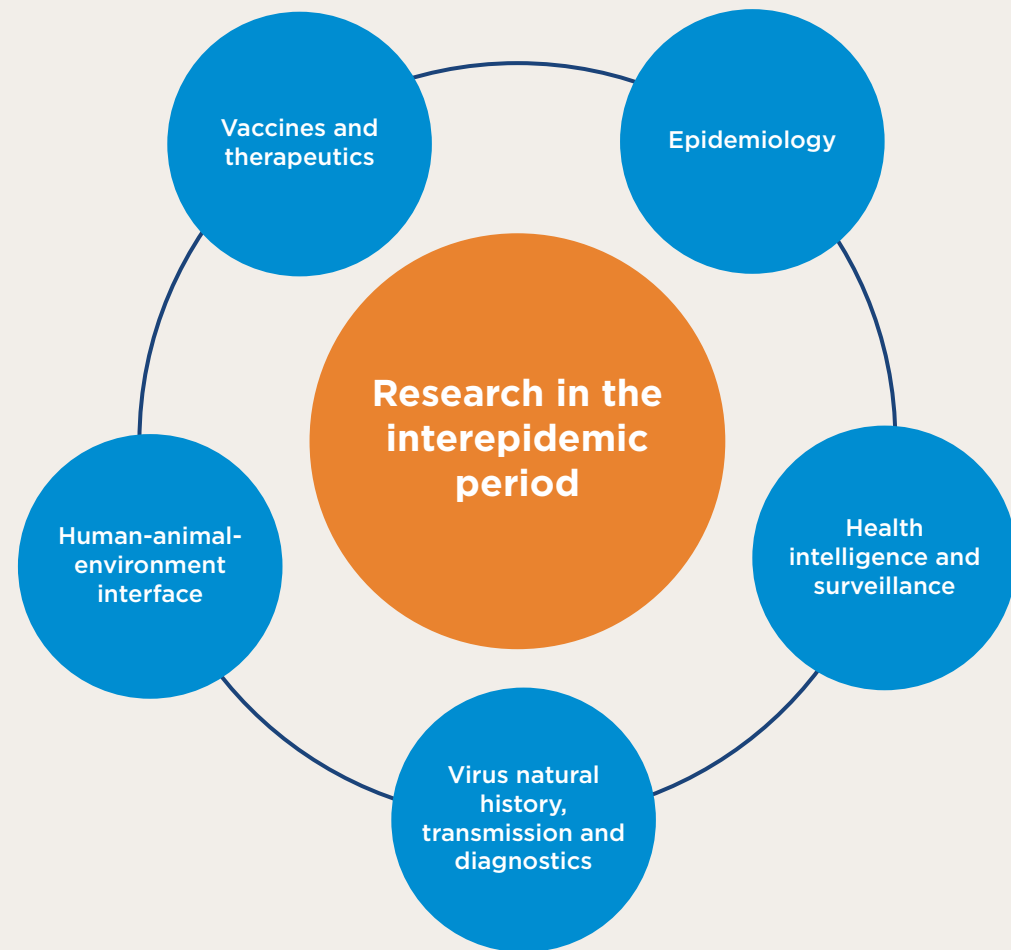 Vaccines and
therapeutics
Epidemiology
Research in the
interepidemic
period
Human-animal-
environment
interface
Health
intelligence and
surveillance
Virus natural
history,
transmission and
diagnostics